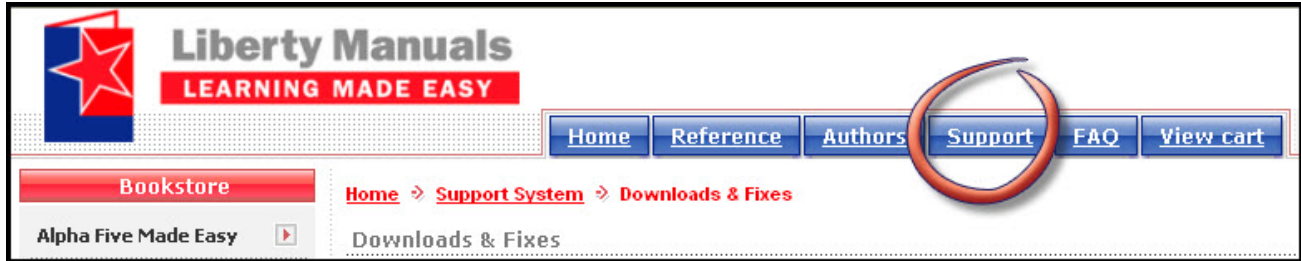 Liberty Manuals
LEARNING MADE EASY
Home Reference Authors Support FAQ View cart
Bookstore
Home Support System Downloads & Fixes
Alpha Five Made Easy
Downloads & Fixes